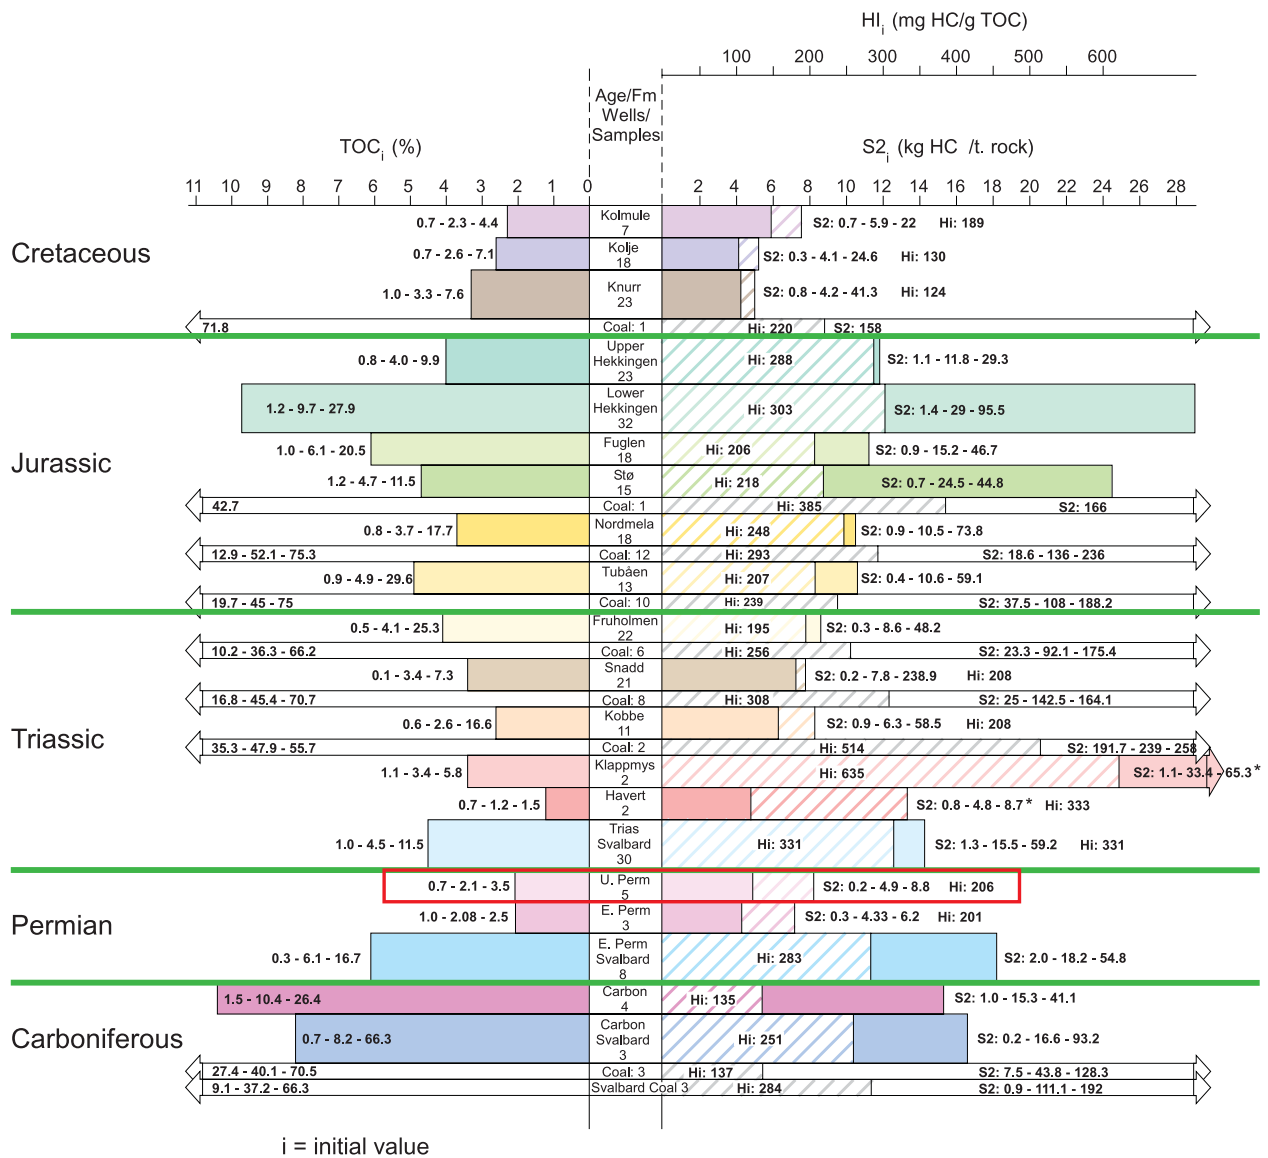 HIi (mg HC/g TOC)
100 200 300 400 500 600
Age/Fm
Wells/
Samples
TOCi (%)
S2i (kg HC /t. rock)
11 10 9 8 7 6 5 4 3 2 1 0
2 4 6 8 10 12 14 16 18 20 22 24 26 28
Cretaceous
0.7 - 2.3 - 4.4 Kolmule 7 S2: 0.7 - 5.9 - 22 Hi: 189
0.7 - 2.6 - 7.1 Kolje 18 S2: 0.3 - 4.1 - 24.6 Hi: 130
1.0 - 3.3 - 7.6 Knurr 23 S2: 0.8 - 4.2 - 41.3 Hi: 124
71.8 Coal: 1 Hi: 220 S2: 158
Jurassic
0.8 - 4.0 - 9.9 Upper Hekkingen 23 Hi: 288 S2: 1.1 - 11.8 - 29.3
1.2 - 9.7 - 27.9 Lower Hekkingen 32 Hi: 303 S2: 1.4 - 29 - 95.5
1.0 - 6.1 - 20.5 Fuglen 18 Hi: 206 S2: 0.9 - 15.2 - 46.7
1.2 - 4.7 - 11.5 Stø 15 Hi: 218 S2: 0.7 - 24.5 - 44.8
42.7 Coal: 1 Hi: 385 S2: 166
0.8 - 3.7 - 17.7 Nordmela 18 Hi: 248 S2: 0.9 - 10.5 - 73.8
12.9 - 52.1 - 75.3 Coal: 12 Hi: 293 S2: 18.6 - 136 - 236
0.9 - 4.9 - 29.6 Tubåen 13 Hi: 207 S2: 0.4 - 10.6 - 59.1
19.7 - 45 - 75 Coal: 10 Hi: 239 S2: 37.5 - 108 - 188.2
Triassic
0.5 - 4.1 - 25.3 Fruholmen 22 Hi: 195 S2: 0.3 - 8.6 - 48.2
10.2 - 36.3 - 66.2 Coal: 6 Hi: 256 S2: 23.3 - 92.1 - 175.4
0.1 - 3.4 - 7.3 Snadd 21 S2: 0.2 - 7.8 - 238.9 Hi: 208
16.8 - 45.4 - 70.7 Coal: 8 Hi: 308 S2: 25 - 142.5 - 164.1
0.6 - 2.6 - 16.6 Kobbe 11 S2: 0.9 - 6.3 - 58.5 Hi: 208
35.3 - 47.9 - 55.7 Coal: 2 Hi: 514 S2: 191.7 - 239 - 258
1.1 - 3.4 - 5.8 Klappmys 2 Hi: 635 S2: 1.1- 33.4 - 65.3*
0.7 - 1.2 - 1.5 Havert 2 S2: 0.8 - 4.8 - 8.7* Hi: 333
1.0 - 4.5 - 11.5 Trias Svalbard 30 Hi: 331 S2: 1.3 - 15.5 - 59.2 Hi: 331
Permian
0.7 - 2.1 - 3.5 U. Perm 5 S2: 0.2 - 4.9 - 8.8 Hi: 206
1.0 - 2.08 - 2.5 E. Perm 3 S2: 0.3 - 4.33 - 6.2 Hi: 201
0.3 - 6.1 - 16.7 E. Perm Svalbard 8 Hi: 283 S2: 2.0 - 18.2 - 54.8
Carboniferous
1.5 - 10.4 - 26.4 Carbon 4 Hi: 135 S2: 1.0 - 15.3 - 41.1
0.7 - 8.2 - 66.3 Carbon Svalbard 3 Hi: 251 S2: 0.2 - 16.6 - 93.2
27.4 - 40.1 - 70.5 Coal: 3 Hi: 137 S2: 7.5 - 43.8 - 128.3
9.1 - 37.2 - 66.3 Svalbard Coal 3 Hi: 284 S2: 0.9 - 111.1 - 192
i = initial value